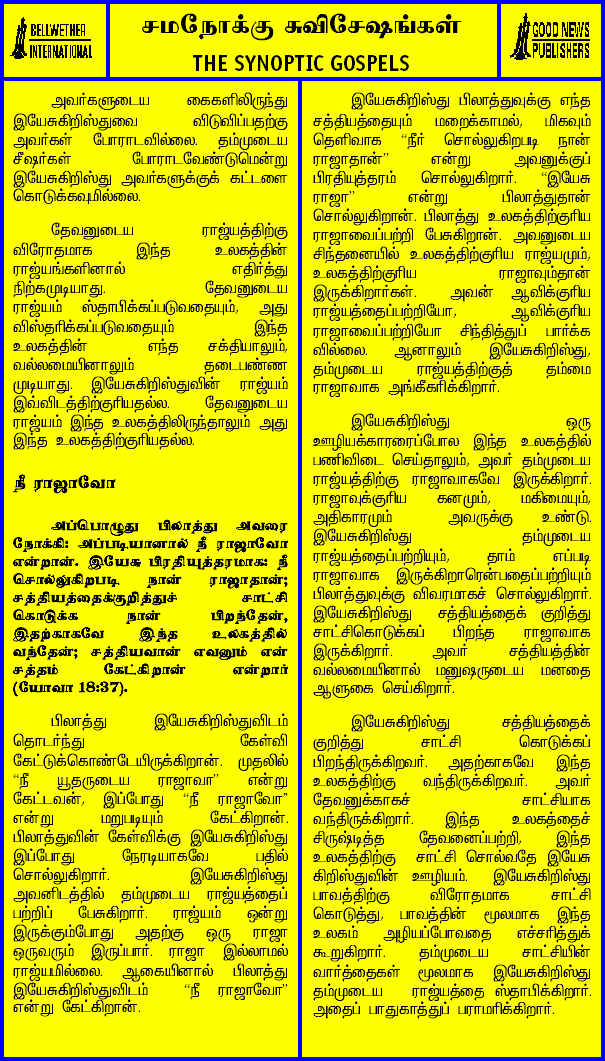 BELLWETHER
INTERNATIONAL
சமநோக்கு சுவிசேஷங்கள்
THE SYNOPTIC GOSPELS
GOOD NEWS
PUBLISHERS
அவர்களுடைய கைகளிலிருந்து
இயேசுகிறிஸ்துவை விடுவிப்பதற்கு
அவர்கள் போராடவில்லை. தம்முடைய
சீஷர்கள் போராடவேண்டுமென்று
இயேசுகிறிஸ்து அவர்களுக்குக் கட்டளை
கொடுக்கவுமில்லை.
தேவனுடைய ராஜ்யத்திற்கு
விரோதமாக இந்த உலகத்தின்
ராஜ்யங்களினால் எதிர்த்து
நிற்கமுடியாது. தேவனுடைய
ராஜ்யம் ஸ்தாபிக்கப்படுவதையும், அது
விஸ்தரிக்கப்படுவதையும் இந்த
உலகத்தின் எந்த சக்தியாலும்,
வல்லமையினாலும் தடைபண்ண
முடியாது. இயேசுகிறிஸ்துவின் ராஜ்யம்
இவ்விடத்திற்குரியதல்ல. தேவனுடைய
ராஜ்யம் இந்த உலகத்திலிருந்தாலும் அது
இந்த உலகத்திற்குரியதல்ல.
நீ ராஜாவோ
அப்பொழுது பிலாத்து அவரை
நோக்கி: அப்படியானால் நீ ராஜாவோ
என்றான். இயேசு பிரதியுத்தரமாக: நீ
சொல்லுகிறபடி நான் ராஜாதான்;
சத்தியத்தைக்குறித்துச் சாட்சி
கொடுக்க நான் பிறந்தேன்,
இதற்காகவே இந்த உலகத்தில்
வந்தேன்; சத்தியவான் எவனும் என்
சத்தம் கேட்கிறான் என்றார்
(யோவா 18:37).
பிலாத்து இயேசுகிறிஸ்துவிடம்
தொடர்ந்து கேள்வி
கேட்டுக்கொண்டேயிருக்கிறான். முதலில்
“நீ யூதருடைய ராஜாவா” என்று
கேட்டவன், இப்போது “நீ ராஜாவோ”
என்று மறுபடியும் கேட்கிறான்.
பிலாத்துவின் கேள்விக்கு இயேசுகிறிஸ்து
இப்போது நேரடியாகவே பதில்
சொல்லுகிறார். இயேசுகிறிஸ்து
அவனிடத்தில் தம்முடைய ராஜ்யத்தைப்
பற்றிப் பேசுகிறார். ராஜ்யம் ஒன்று
இருக்கும்போது அதற்கு ஒரு ராஜா
ஒருவரும் இருப்பார். ராஜா இல்லாமல்
ராஜ்யமில்லை. ஆகையினால் பிலாத்து
இயேசுகிறிஸ்துவிடம் “நீ ராஜாவோ”
என்று கேட்கிறான்.
இயேசுகிறிஸ்து பிலாத்துவுக்கு எந்த
சத்தியத்தையும் மறைக்காமல், மிகவும்
தெளிவாக “நீர் சொல்லுகிறபடி நான்
ராஜாதான்” என்று அவனுக்குப்
பிரதியுத்தரம் சொல்லுகிறார். “இயேசு
ராஜா” என்று பிலாத்துதான்
சொல்லுகிறான். பிலாத்து உலகத்திற்குரிய
ராஜாவைப்பற்றி பேசுகிறான். அவனுடைய
சிந்தனையில் உலகத்திற்குரிய ராஜ்யமும்,
உலகத்திற்குரிய ராஜாவும்தான்
இருக்கிறார்கள். அவன் ஆவிக்குரிய
ராஜ்யத்தைப்பற்றியோ, ஆவிக்குரிய
ராஜாவைப்பற்றியோ சிந்தித்துப் பார்க்க
வில்லை. ஆனாலும் இயேசுகிறிஸ்து,
தம்முடைய ராஜ்யத்திற்குத் தம்மை
ராஜாவாக அங்கீகரிக்கிறார்.
இயேசுகிறிஸ்து ஒரு
ஊழியக்காரரைப்போல இந்த உலகத்தில்
பணிவிடை செய்தாலும், அவர் தம்முடைய
ராஜ்யத்திற்கு ராஜாவாகவே இருக்கிறார்.
ராஜாவுக்குரிய கனமும், மகிமையும்,
அதிகாரமும் அவருக்கு உண்டு.
இயேசுகிறிஸ்து தம்முடைய
ராஜ்யத்தைப்பற்றியும், தாம் எப்படி
ராஜாவாக இருக்கிறாரென்பதைப்பற்றியும்
பிலாத்துவுக்கு விவரமாகச் சொல்லுகிறார்.
இயேசுகிறிஸ்து சத்தியத்தைக் குறித்து
சாட்சிகொடுக்கப் பிறந்த ராஜாவாக
இருக்கிறார். அவர் சத்தியத்தின்
வல்லமையினால் மனுஷருடைய மனதை
ஆளுகை செய்கிறார்.
இயேசுகிறிஸ்து சத்தியத்தைக்
குறித்து சாட்சி கொடுக்கப்
பிறந்திருக்கிறவர். அதற்காகவே இந்த
உலகத்திற்கு வந்திருக்கிறவர். அவர்
தேவனுக்காகச் சாட்சியாக
வந்திருக்கிறார். இந்த உலகத்தைச்
சிருஷ்டித்த தேவனைப்பற்றி, இந்த
உலகத்திற்கு சாட்சி சொல்வதே இயேசு
கிறிஸ்துவின் ஊழியம். இயேசுகிறிஸ்து
பாவத்திற்கு விரோதமாக சாட்சி
கொடுத்து, பாவத்தின் மூலமாக இந்த
உலகம் அழியப்போவதை எச்சரித்துக்
கூறுகிறார். தம்முடைய சாட்சியின்
வார்த்தைகள் மூலமாக இயேசுகிறிஸ்து
தம்முடைய ராஜ்யத்தை ஸ்தாபிக்கிறார்.
அதைப் பாதுகாத்துப் பராமரிக்கிறார்.